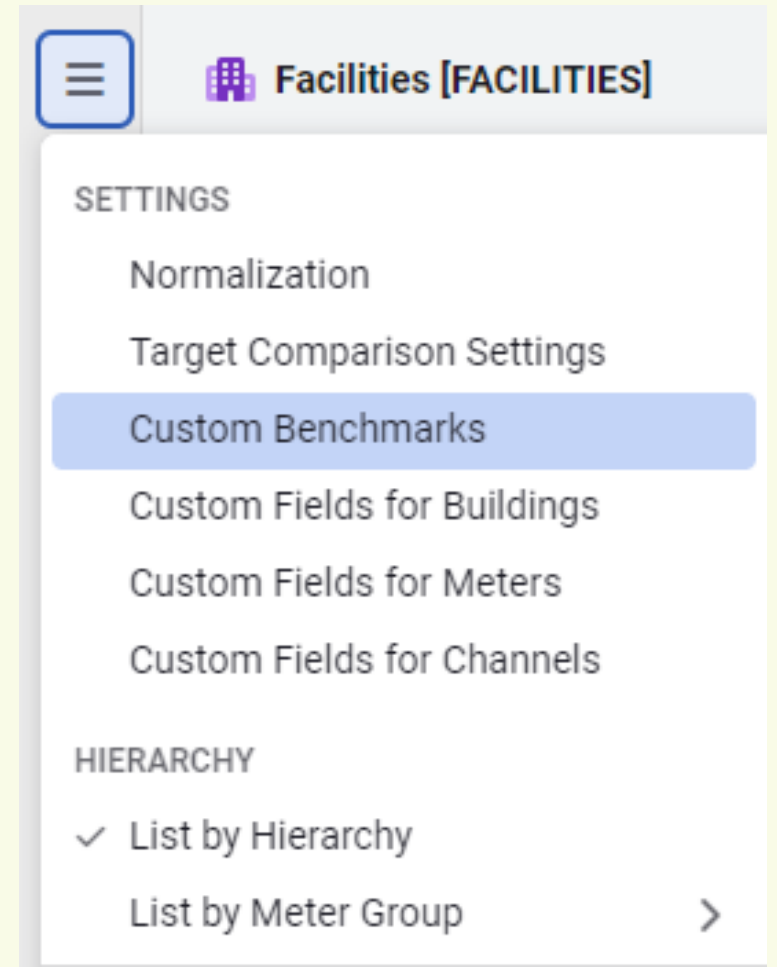 Facilities [FACILITIES]
SETTINGS
Normalization
Target Comparison Settings
Custom Benchmarks
Custom Fields for Buildings
Custom Fields for Meters
Custom Fields for Channels
HIERARCHY
List by Hierarchy
List by Meter Group